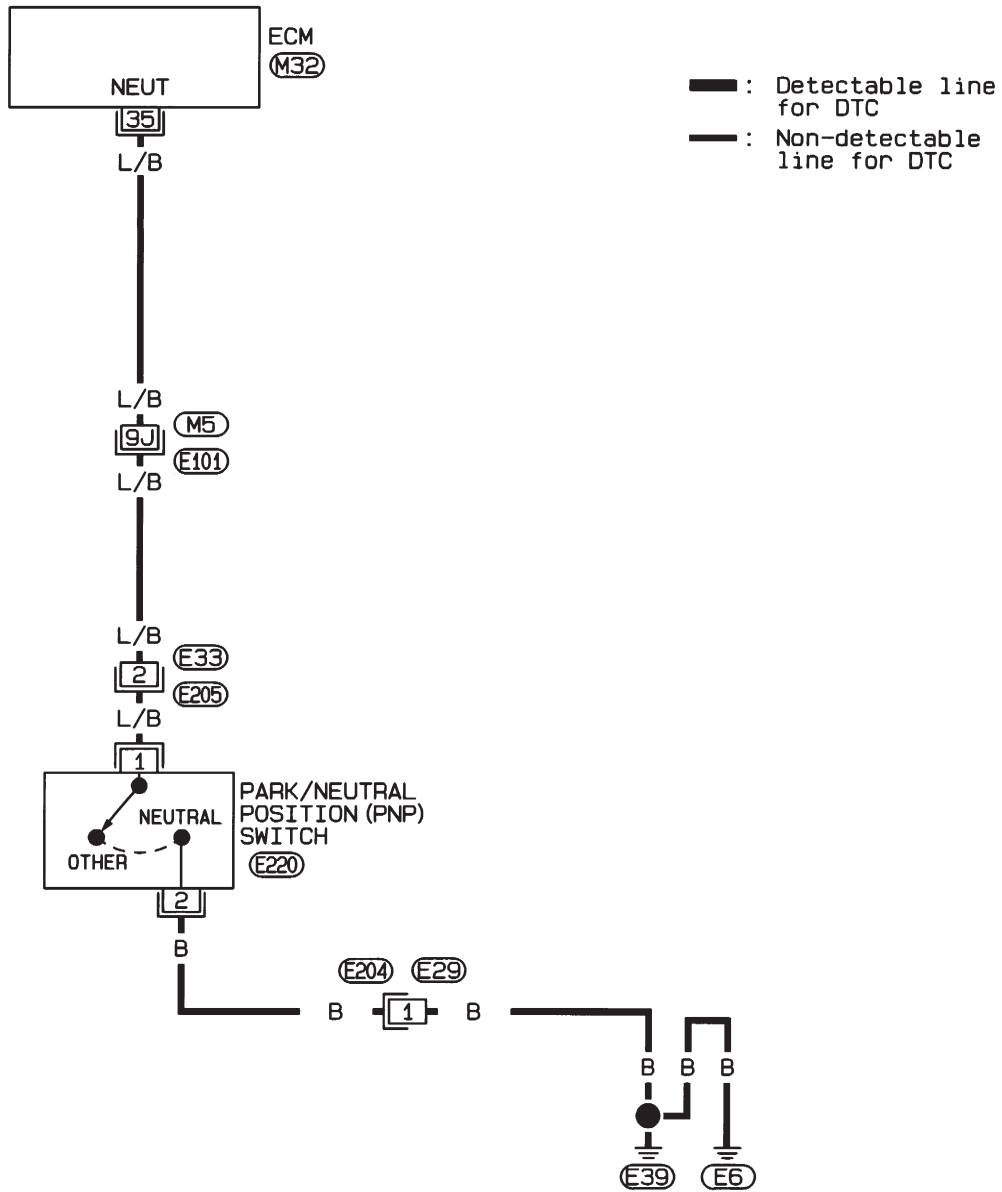 ECM
M32
NEUT
35
L/B
: Detectable line
for DTC
: Non-detectable
line for DTC
L/B
9J
M5
E101
L/B
L/B
2
E33
E205
L/B
1
PARK/NEUTRAL
POSITION (PNP)
SWITCH
E220
NEUTRAL
OTHER
2
B
E204 E29
B 1 B
B B B
E39 E6